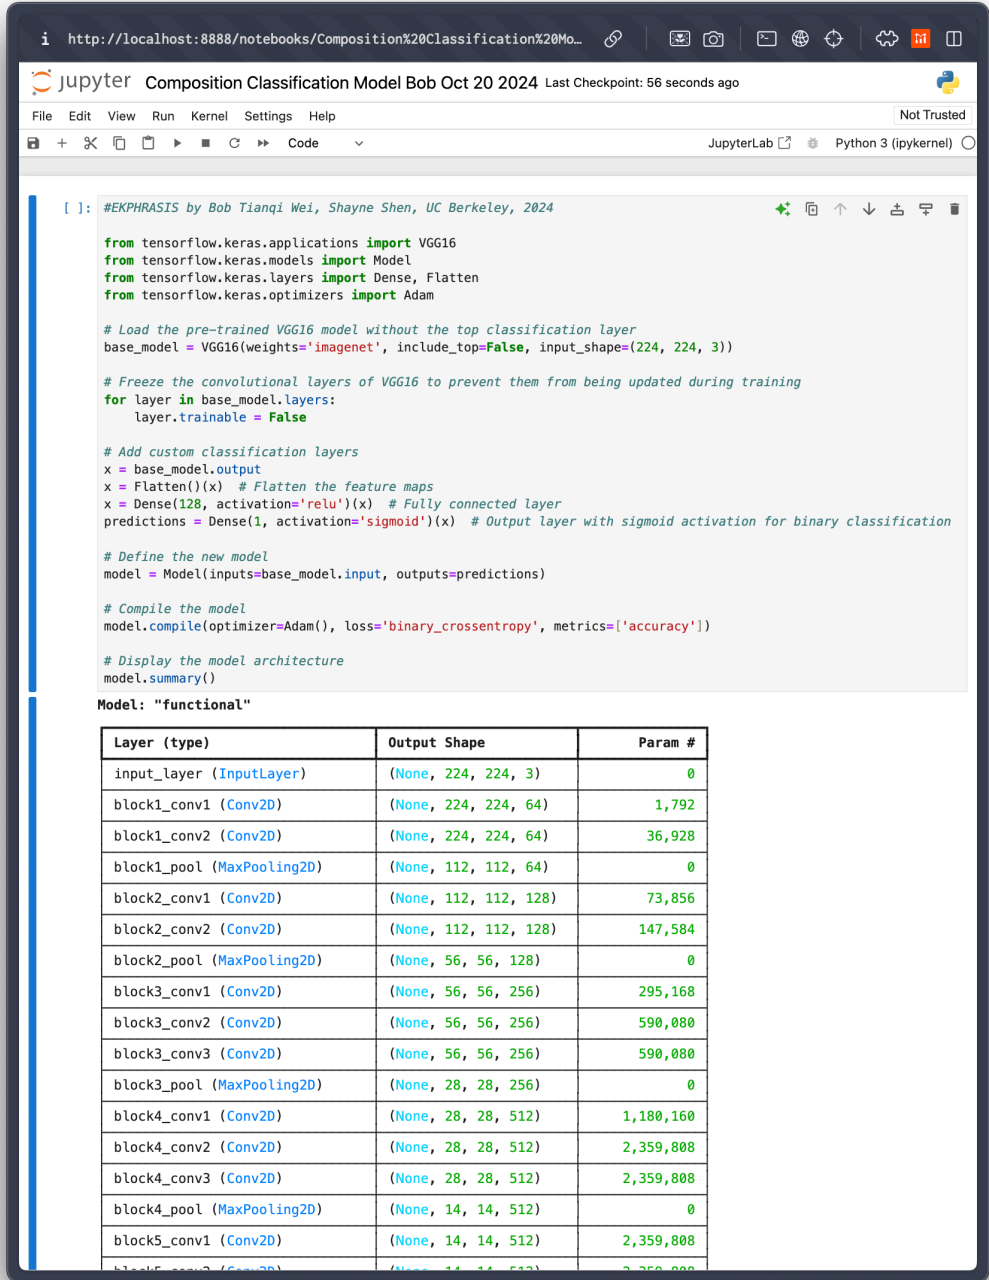 i http://localhost:8888/notebooks/Composition%20Classification%20Mo…
jupyter Composition Classification Model Bob Oct 20 2024 Last Checkpoint: 56 seconds ago
File Edit View Run Kernel Settings Help Not Trusted
Code JupyterLab Python 3 (ipykernel)
[ ]: #EKPHRASIS by Bob Tianqi Wei, Shayne Shen, UC Berkeley, 2024
from tensorflow.keras.applications import VGG16
from tensorflow.keras.models import Model
from tensorflow.keras.layers import Dense, Flatten
from tensorflow.keras.optimizers import Adam
# Load the pre-trained VGG16 model without the top classification layer
base_model = VGG16(weights='imagenet', include_top=False, input_shape=(224, 224, 3))
# Freeze the convolutional layers of VGG16 to prevent them from being updated during training
for layer in base_model.layers:
    layer.trainable = False
# Add custom classification layers
x = base_model.output
x = Flatten()(x)  # Flatten the feature maps
x = Dense(128, activation='relu')(x)  # Fully connected layer
predictions = Dense(1, activation='sigmoid')(x)  # Output layer with sigmoid activation for binary classification
# Define the new model
model = Model(inputs=base_model.input, outputs=predictions)
# Compile the model
model.compile(optimizer=Adam(), loss='binary_crossentropy', metrics=['accuracy'])
# Display the model architecture
model.summary()
Model: "functional"
Layer (type) Output Shape Param #
input_layer (InputLayer) (None, 224, 224, 3) 0
block1_conv1 (Conv2D) (None, 224, 224, 64) 1,792
block1_conv2 (Conv2D) (None, 224, 224, 64) 36,928
block1_pool (MaxPooling2D) (None, 112, 112, 64) 0
block2_conv1 (Conv2D) (None, 112, 112, 128) 73,856
block2_conv2 (Conv2D) (None, 112, 112, 128) 147,584
block2_pool (MaxPooling2D) (None, 56, 56, 128) 0
block3_conv1 (Conv2D) (None, 56, 56, 256) 295,168
block3_conv2 (Conv2D) (None, 56, 56, 256) 590,080
block3_conv3 (Conv2D) (None, 56, 56, 256) 590,080
block3_pool (MaxPooling2D) (None, 28, 28, 256) 0
block4_conv1 (Conv2D) (None, 28, 28, 512) 1,180,160
block4_conv2 (Conv2D) (None, 28, 28, 512) 2,359,808
block4_conv3 (Conv2D) (None, 28, 28, 512) 2,359,808
block4_pool (MaxPooling2D) (None, 14, 14, 512) 0
block5_conv1 (Conv2D) (None, 14, 14, 512) 2,359,808